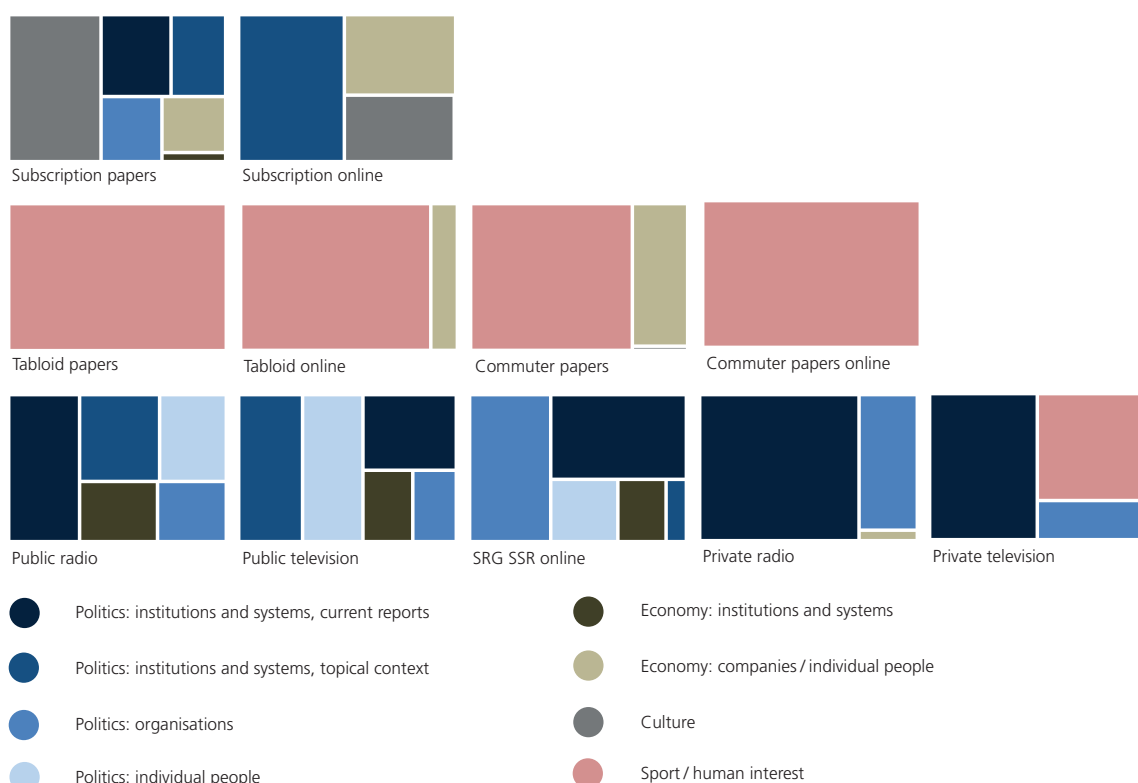 Subscription papers
Subscription online
Tabloid papers
Tabloid online
Commuter papers
Commuter papers online
Public radio
Public television
SRG SSR online
Private radio
Private television
Politics: institutions and systems, current reports
Politics: institutions and systems, topical context
Politics: organisations
Politics: individual people
Economy: institutions and systems
Economy: companies / individual people
Culture
Sport / human interest